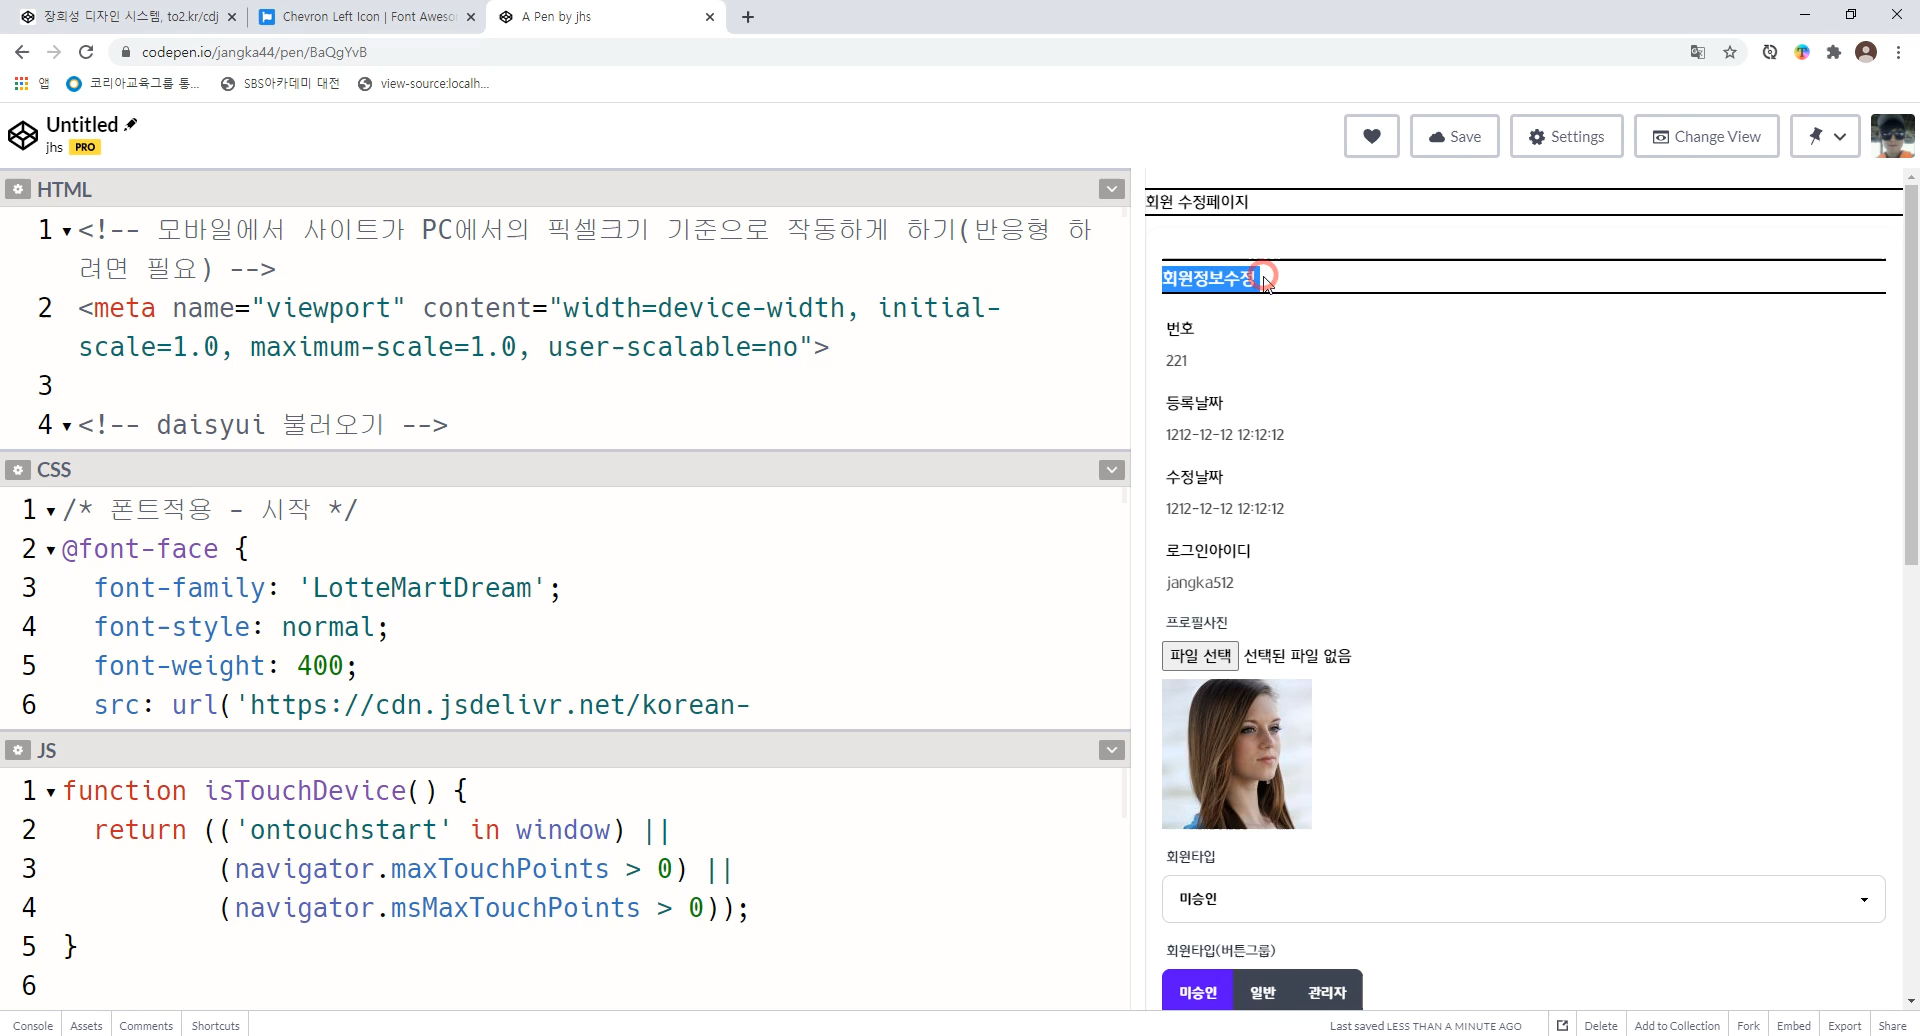 장희성 디자인 시스템, to2.kr/cdj
Chevron Left Icon | Font Aweso
A Pen by jhs
codepen.io/jangka44/pen/BaQgYvB
앱
코리아교육그룹 통...
SBS아카데미 대전
view-source:localh...
Untitled
jhs PRO
Save
Settings
Change View
HTML
1 <!-- 모바일에서 사이트가 PC에서의 픽셀크기 기준으로 작동하게 하기(반응형 하
려면 필요) -->
2 <meta name="viewport" content="width=device-width, initial-
scale=1.0, maximum-scale=1.0, user-scalable=no">
3
4 <!-- daisyui 불러오기 -->
CSS
1 /* 폰트적용 - 시작 */
2 @font-face {
3 font-family: 'LotteMartDream';
4 font-style: normal;
5 font-weight: 400;
6 src: url('https://cdn.jsdelivr.net/korean-
JS
1 function isTouchDevice() {
2 return (('ontouchstart' in window) ||
3 (navigator.maxTouchPoints > 0) ||
4 (navigator.msMaxTouchPoints > 0));
5 }
6
회원 수정페이지
회원정보수정
번호
221
등록날짜
1212-12-12 12:12:12
수정날짜
1212-12-12 12:12:12
로그인아이디
jangka512
프로필사진
파일 선택 선택된 파일 없음
회원타입
미승인
회원타입(버튼그룹)
미승인 일반 관리자
Console Assets Comments Shortcuts
Last saved LESS THAN A MINUTE AGO
Delete Add to Collection Fork Embed Export Share